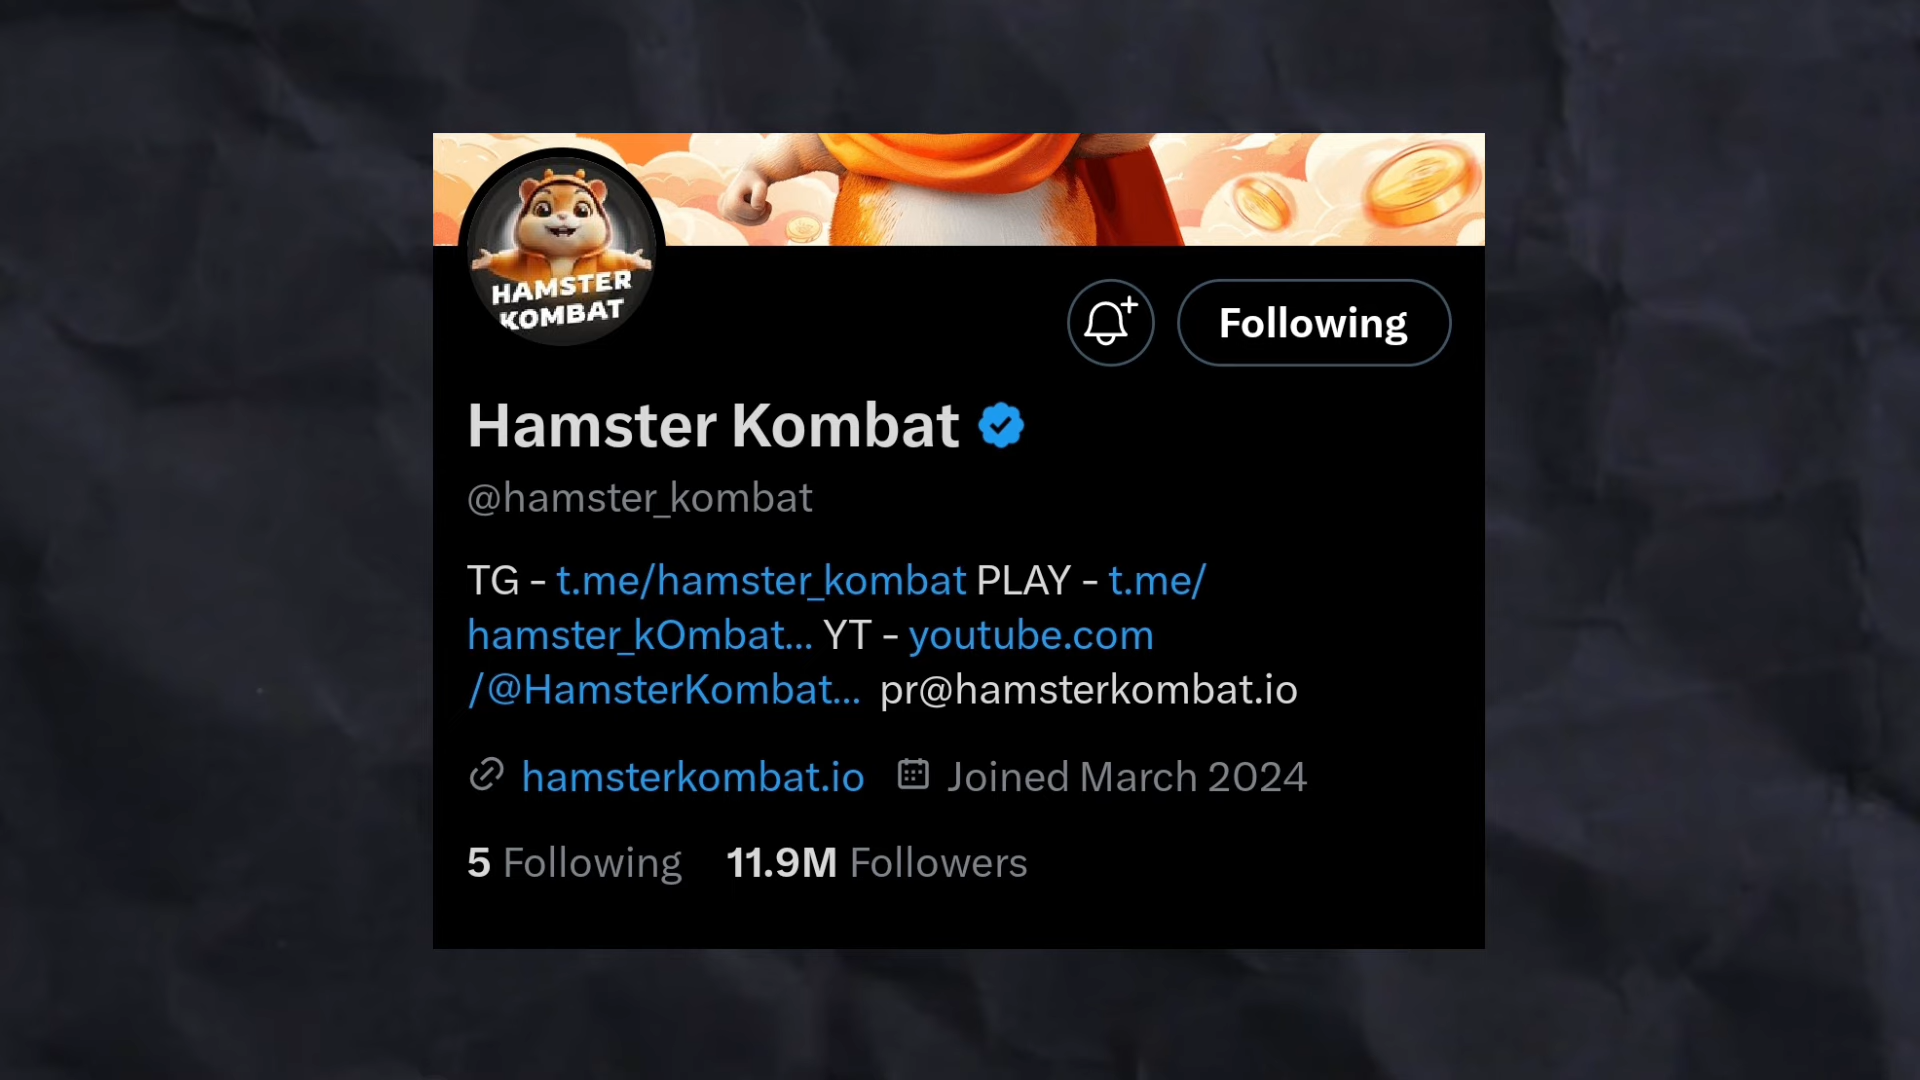 HAMSTER
KOMBAT
Following
Hamster Kombat
@hamster_kombat
TG - t.me/hamster_kombat PLAY - t.me/
hamster_kOmbat... YT - youtube.com
/@HamsterKombat... pr@hamsterkombat.io
hamsterkombat.io Joined March 2024
5 Following 11.9M Followers